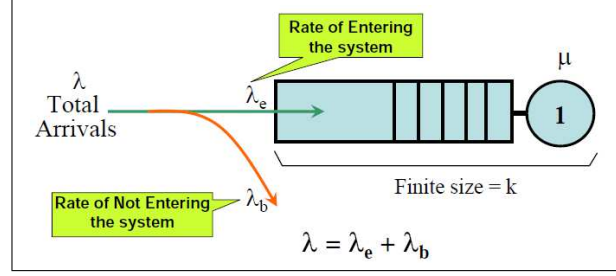 Rate of Entering
the system
λ
Total
Arrivals
λe
μ
1
Rate of Not Entering
the system
λb
Finite size = k
λ = λe + λb